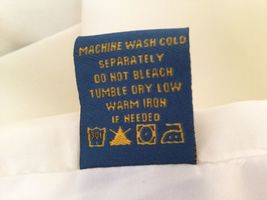 MACHINE WASH COLD
SEPARATELY
DO NOT BLEACH
TUMBLE DRY LOW
WARM IRON
IF NEEDED